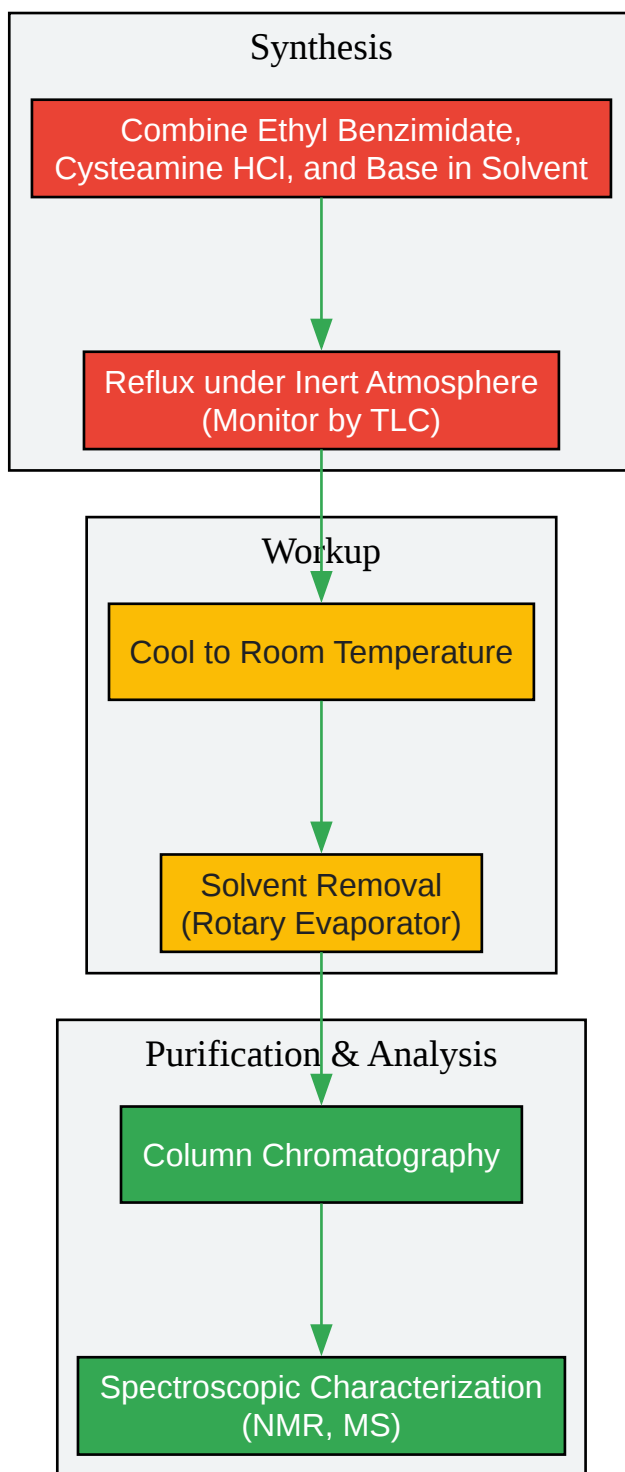 Synthesis
Combine Ethyl Benzimidate,
Cysteamine HCl, and Base in Solvent
Reflux under Inert Atmosphere
(Monitor by TLC)
Workup
Cool to Room Temperature
Solvent Removal
(Rotary Evaporator)
Purification & Analysis
Column Chromatography
Spectroscopic Characterization
(NMR, MS)